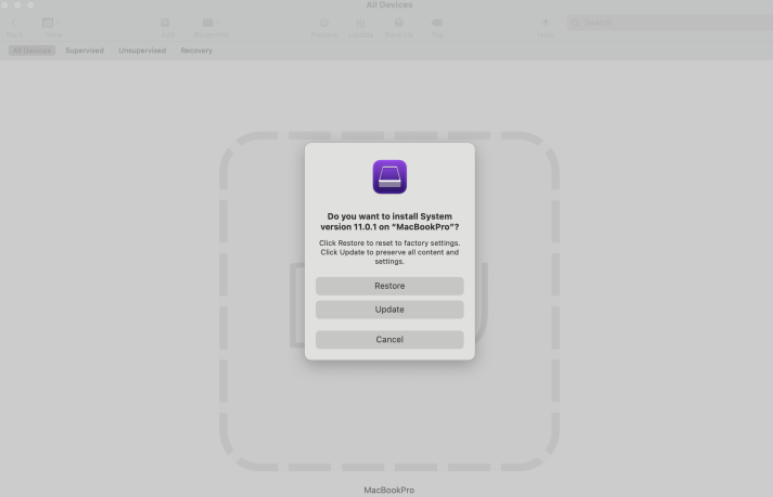 All Devices
Back
View
Add
Blueprints
Prepare
Update
Back Up
Tag
Help
Search
All Devices
Supervised
Unsupervised
Recovery
Do you want to install System
version 11.0.1 on “MacBookPro”?
Click Restore to reset to factory settings.
Click Update to preserve all content and
settings.
Restore
Update
Cancel
MacBookPro